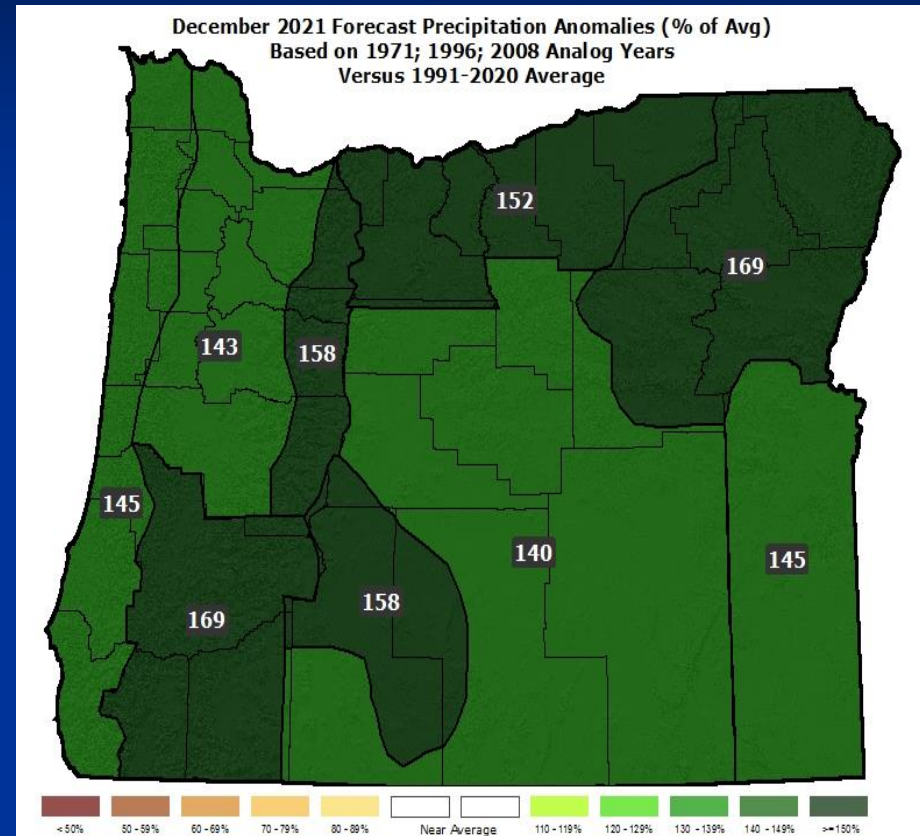 December 2021 Forecast Precipitation Anomalies (% of Avg)
Based on 1971; 1996; 2008 Analog Years
Versus 1991-2020 Average
152
169
143
158
145
140
145
158
169
<50% 50-59% 60-69% 70-79% 80-89% Near Average 110-119% 120-129% 130-139% 140-149% >=150%